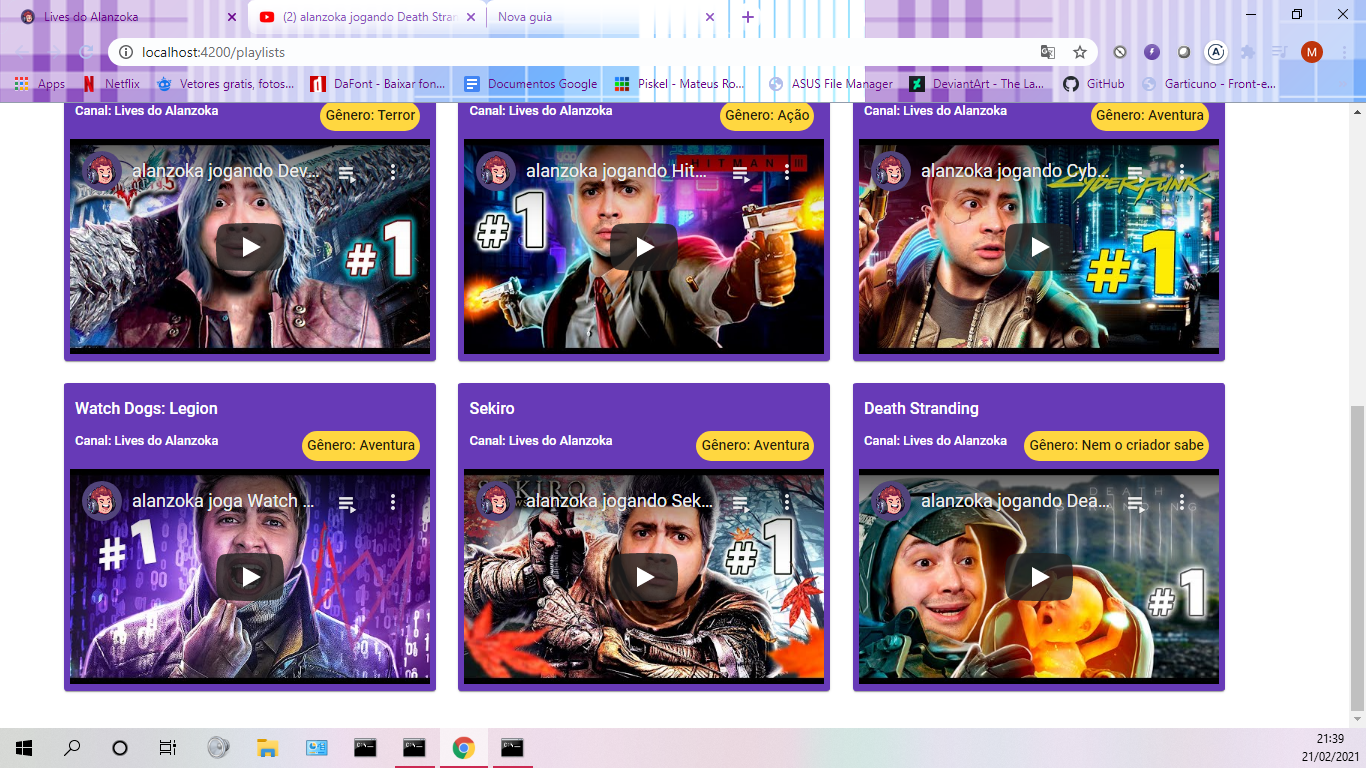 Lives do Alanzoka
(2) alanzoka jogando Death Stran
Nova guia
localhost:4200/playlists
A
M
Apps
Netflix
Vetores gratis, fotos...
DaFont - Baixar fon...
Documentos Google
Piskel - Mateus Ro...
ASUS File Manager
DeviantArt - The La...
GitHub
Garticuno - Front-e...
Canal: Lives do Alanzoka
Gênero: Terror
Canal: Lives do Alanzoka
Gênero: Ação
Canal: Lives do Alanzoka
Gênero: Aventura
alanzoka jogando Dev...
5
#1
alanzoka jogando Hit...
HITMAN III
#1
alanzoka jogando Cyb...
CYBERPUNK
#1
Watch Dogs: Legion
Canal: Lives do Alanzoka
Gênero: Aventura
Sekiro
Canal: Lives do Alanzoka
Gênero: Aventura
Death Stranding
Canal: Lives do Alanzoka
Gênero: Nem o criador sabe
alanzoka joga Watch ...
#1
SEKIRO
alanzoka jogando Sek...
#1
DEATH
alanzoka jogando Dea...
#1
21:39
21/02/2021